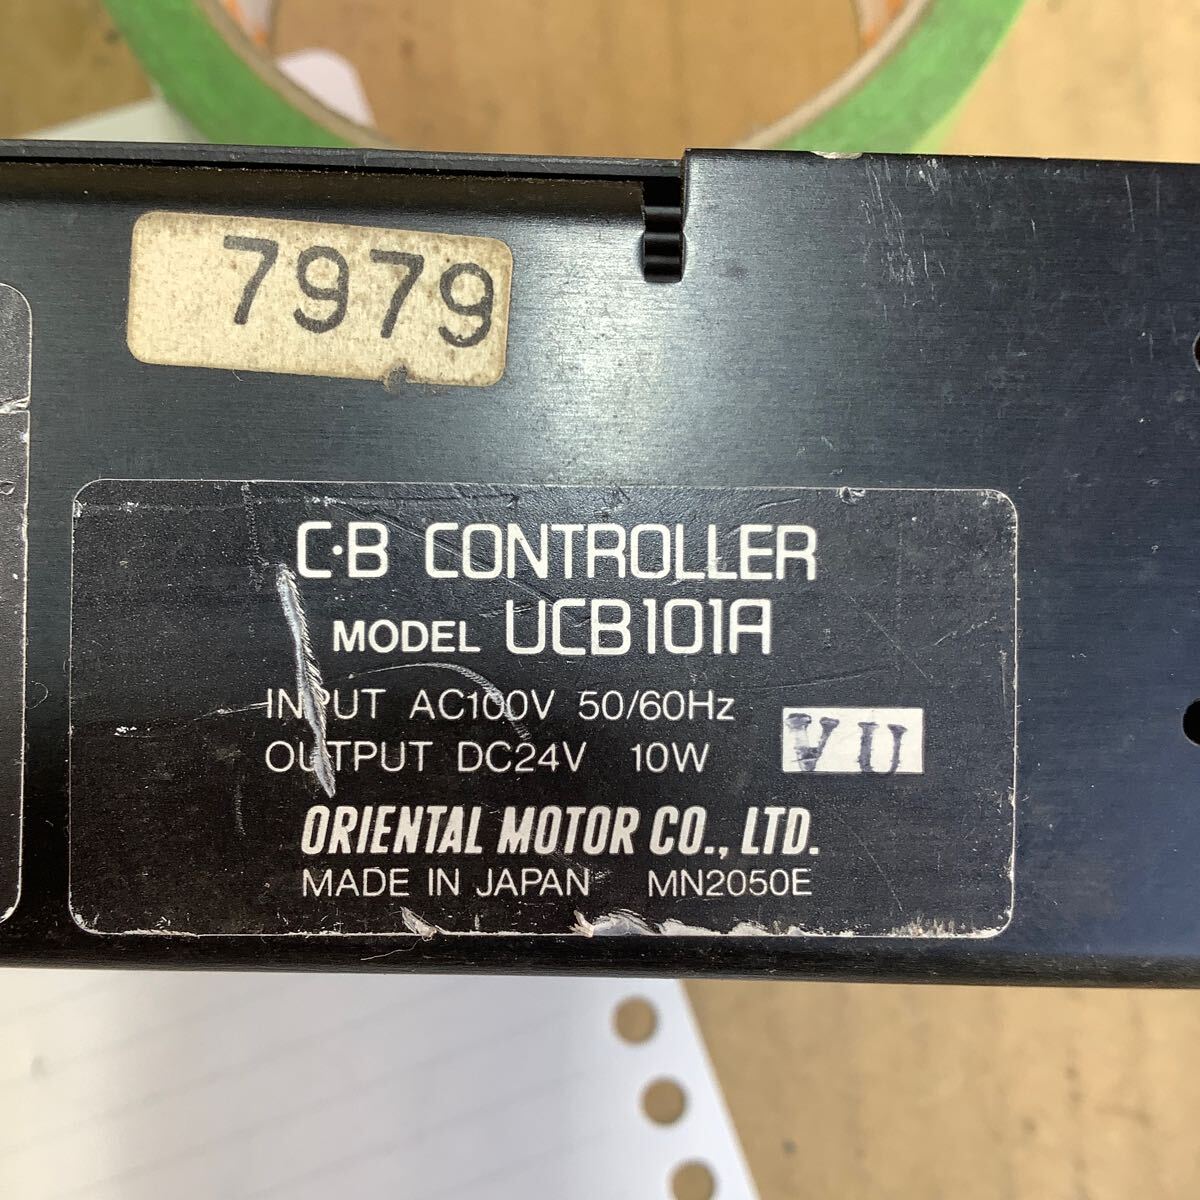 7979
C·B CONTROLLER
MODEL UCB101A
INPUT AC100V 50/60Hz
OUTPUT DC24V 10W VU
ORIENTAL MOTOR CO., LTD.
MADE IN JAPAN MN2050E